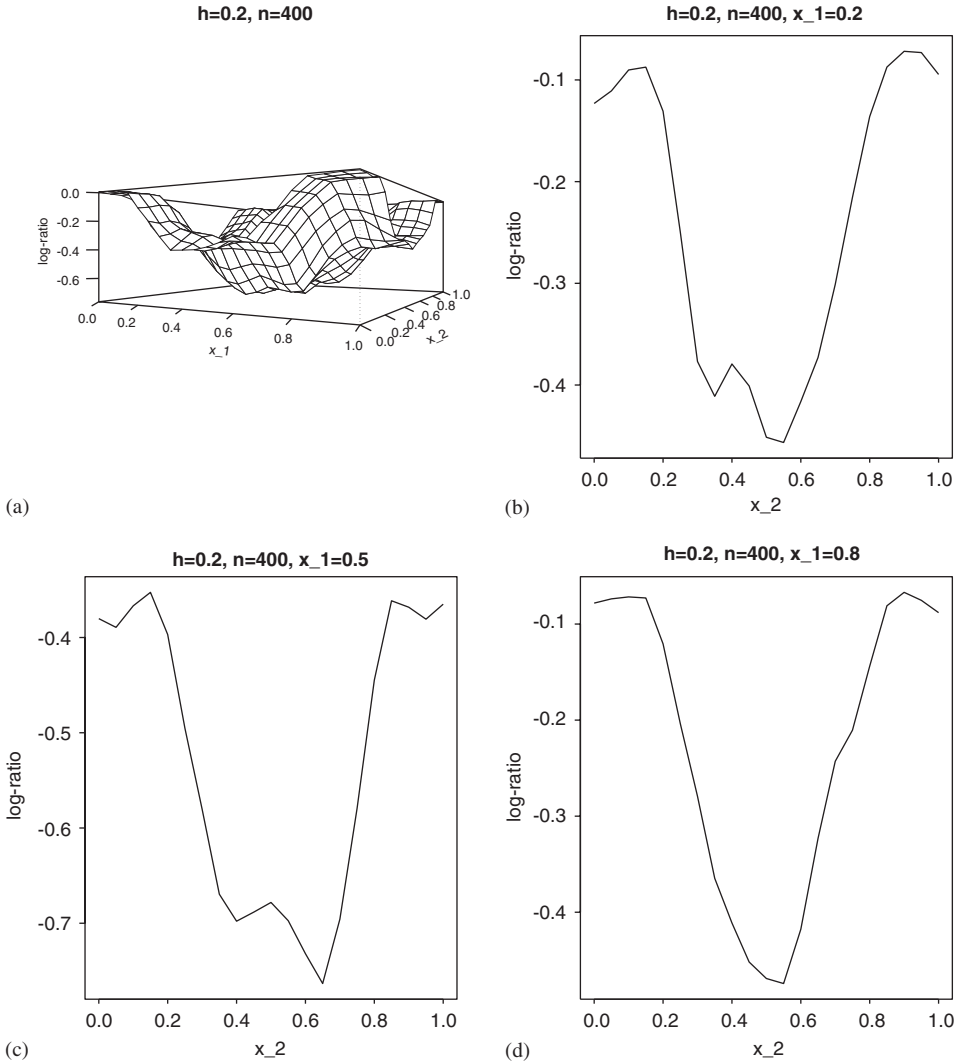 h=0.2, n=400
log-ratio
0.0
-0.2
-0.4
-0.6
0.0
0.2
0.4
0.6
0.8
1.0
x_1
0.0
0.2
0.4
0.6
0.8
1.0
x_2
(a)
h=0.2, n=400, x_1=0.2
log-ratio
-0.1
-0.2
-0.3
-0.4
0.0 0.2 0.4 0.6 0.8 1.0
x_2
(b)
h=0.2, n=400, x_1=0.5
log-ratio
-0.4
-0.5
-0.6
-0.7
0.0 0.2 0.4 0.6 0.8 1.0
x_2
(c)
h=0.2, n=400, x_1=0.8
log-ratio
-0.1
-0.2
-0.3
-0.4
0.0 0.2 0.4 0.6 0.8 1.0
x_2
(d)